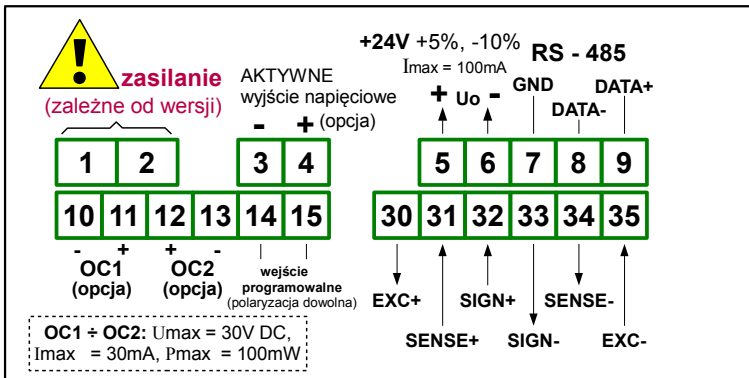 !
zasilanie
(zależne od wersji)
AKTYWNE
wyjście napięciowe
(opcja)
- +
+24V +5%, -10%
Imax = 100mA
+ Uo -
RS - 485
GND
DATA-
DATA+
1 2 3 4 5 6 7 8 9
10 11 12 13 14 15 30 31 32 33 34 35
- + + -
OC1
(opcja)
OC2
(opcja)
wejście
programowalne
(polaryzacja dowolna)
EXC+
SENSE+
SIGN+
SIGN-
SENSE-
EXC-
OC1 ÷ OC2: Umax = 30V DC,
Imax = 30mA, Pmax = 100mW